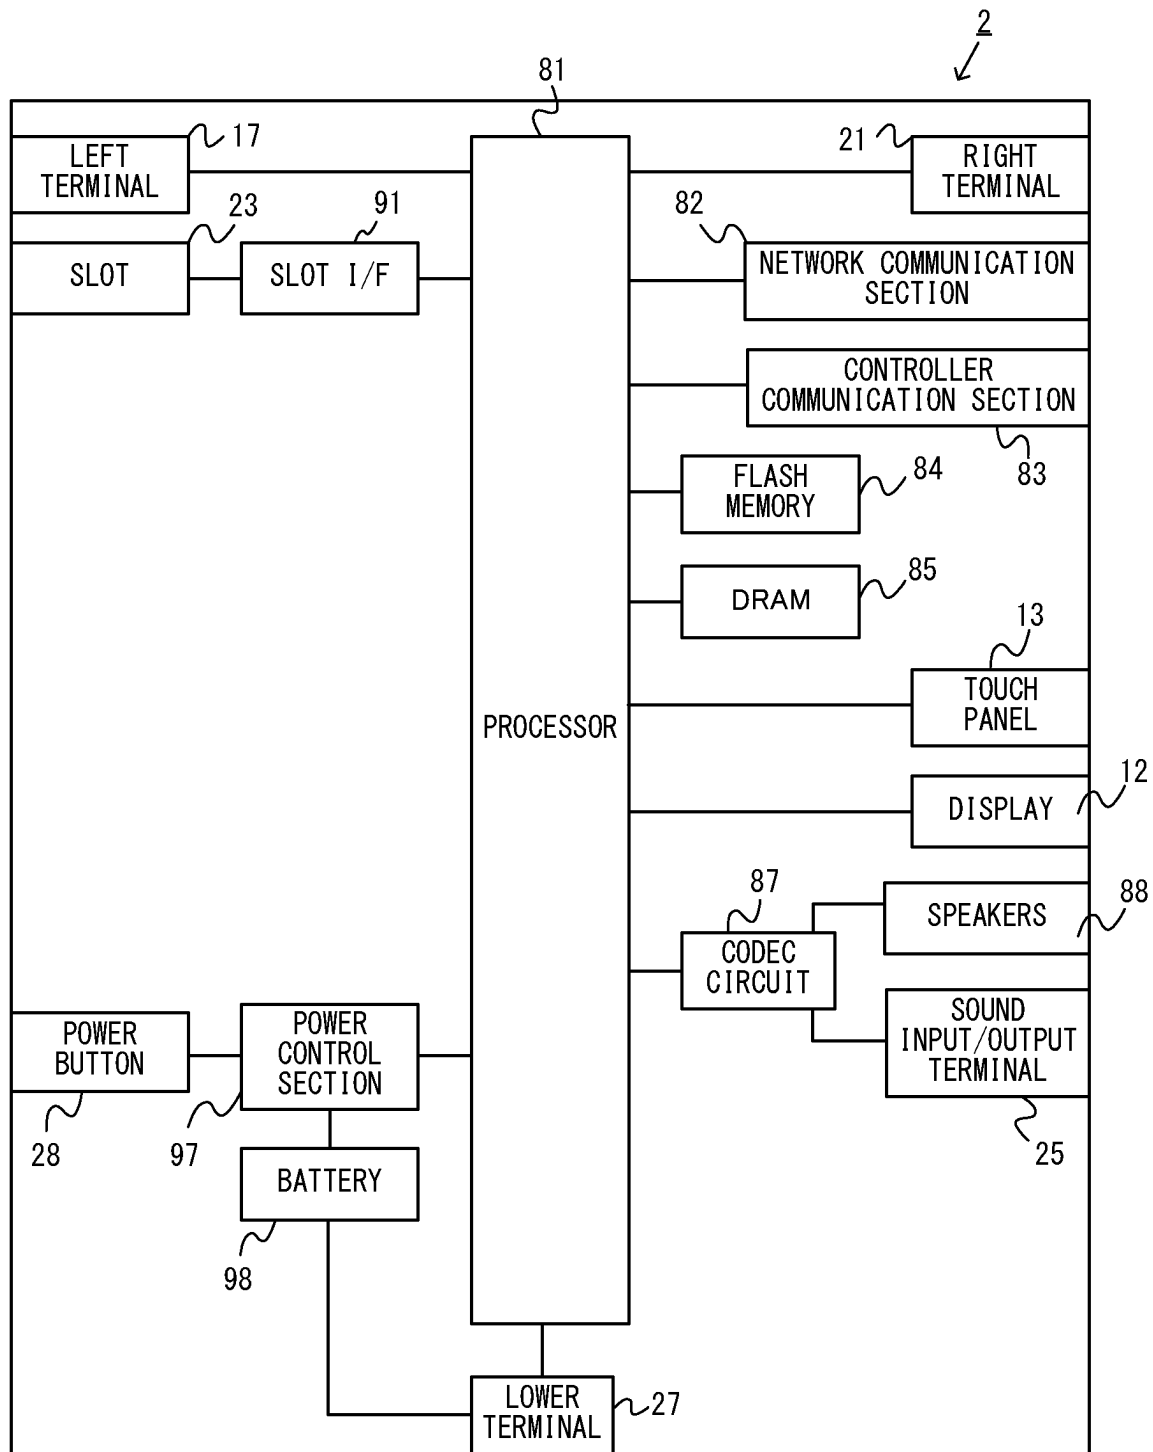 2
81
17
LEFT
TERMINAL
21
RIGHT
TERMINAL
23
SLOT
91
SLOT I/F
82
NETWORK COMMUNICATION
SECTION
CONTROLLER
COMMUNICATION SECTION
83
FLASH
MEMORY
84
DRAM
85
13
TOUCH
PANEL
PROCESSOR
12
DISPLAY
87
CODEC
CIRCUIT
88
SPEAKERS
SOUND
INPUT/OUTPUT
TERMINAL
25
POWER
BUTTON
28
POWER
CONTROL
SECTION
97
BATTERY
98
LOWER
TERMINAL
27